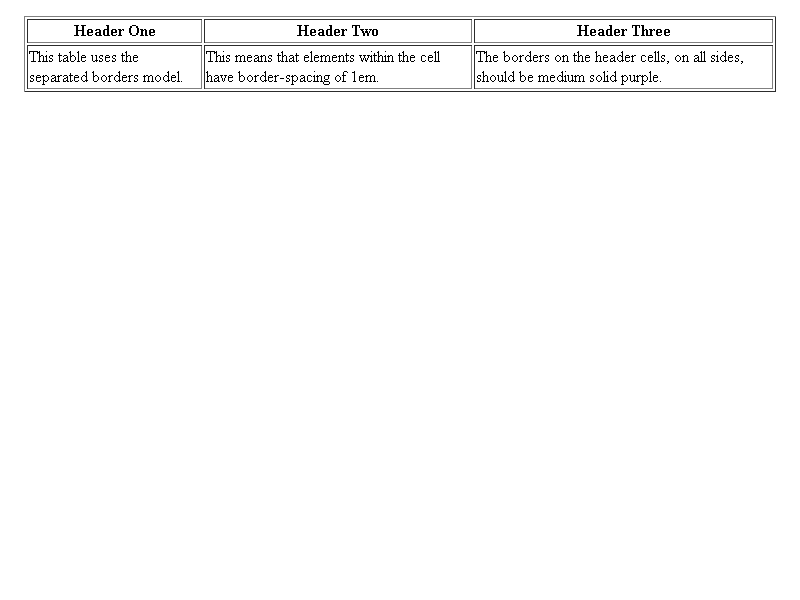 Header One Header Two Header Three
This table uses the
separated borders model.
This means that elements within the cell
have border-spacing of 1em.
The borders on the header cells, on all sides,
should be medium solid purple.